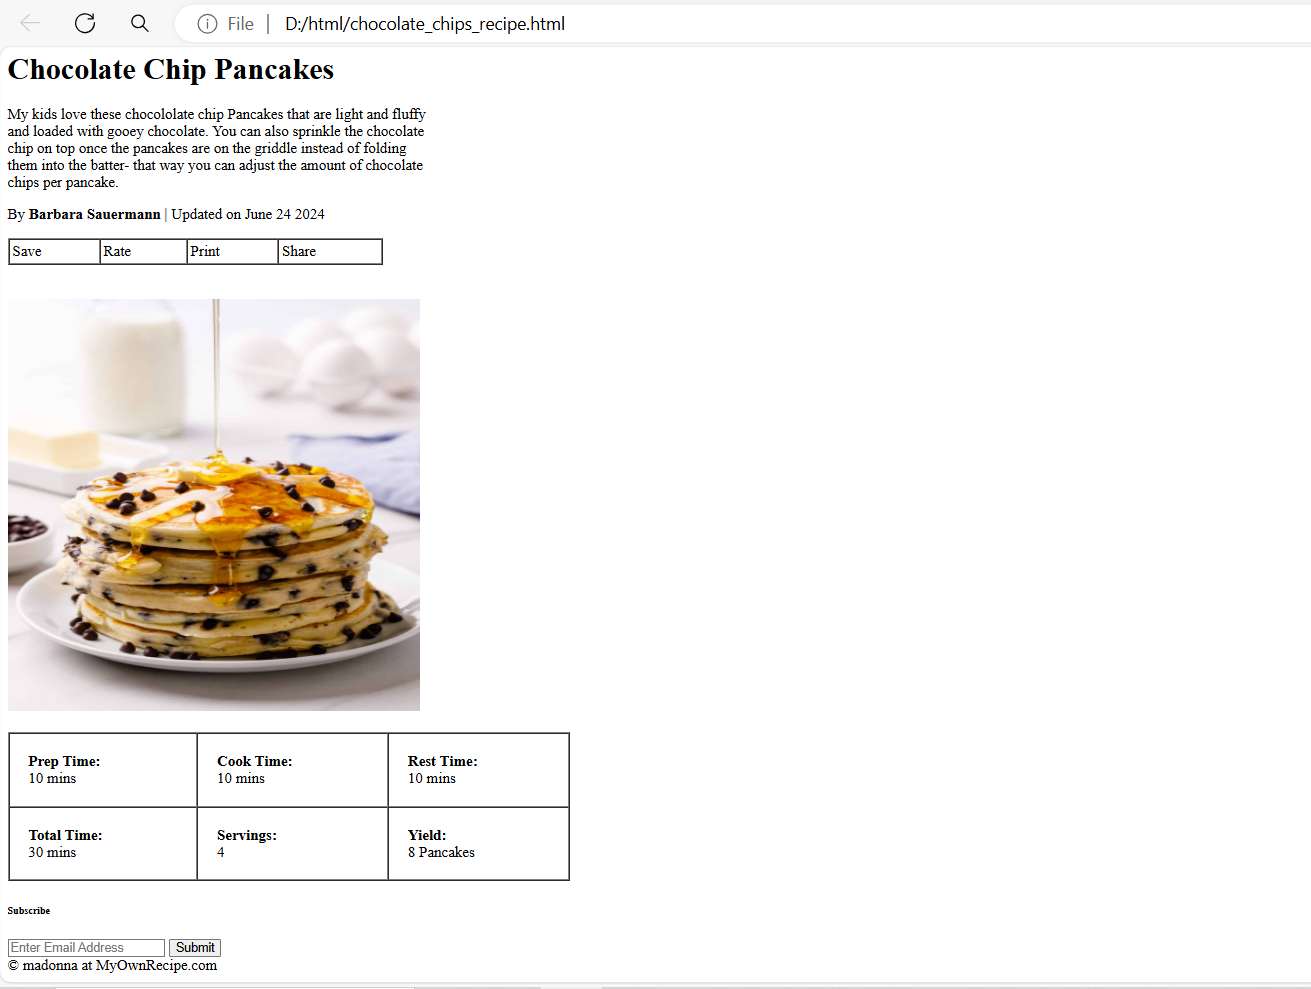 File | D:/html/chocolate_chips_recipe.html
Chocolate Chip Pancakes
My kids love these chocololate chip Pancakes that are light and fluffy
and loaded with gooey chocolate. You can also sprinkle the chocolate
chip on top once the pancakes are on the griddle instead of folding
them into the batter- that way you can adjust the amount of chocolate
chips per pancake.
By Barbara Sauermann | Updated on June 24 2024
Save Rate Print Share
Prep Time: Cook Time: Rest Time:
10 mins 10 mins 10 mins
Total Time: Servings: Yield:
30 mins 4 8 Pancakes
Subscribe
Enter Email Address Submit
© madonna at MyOwnRecipe.com